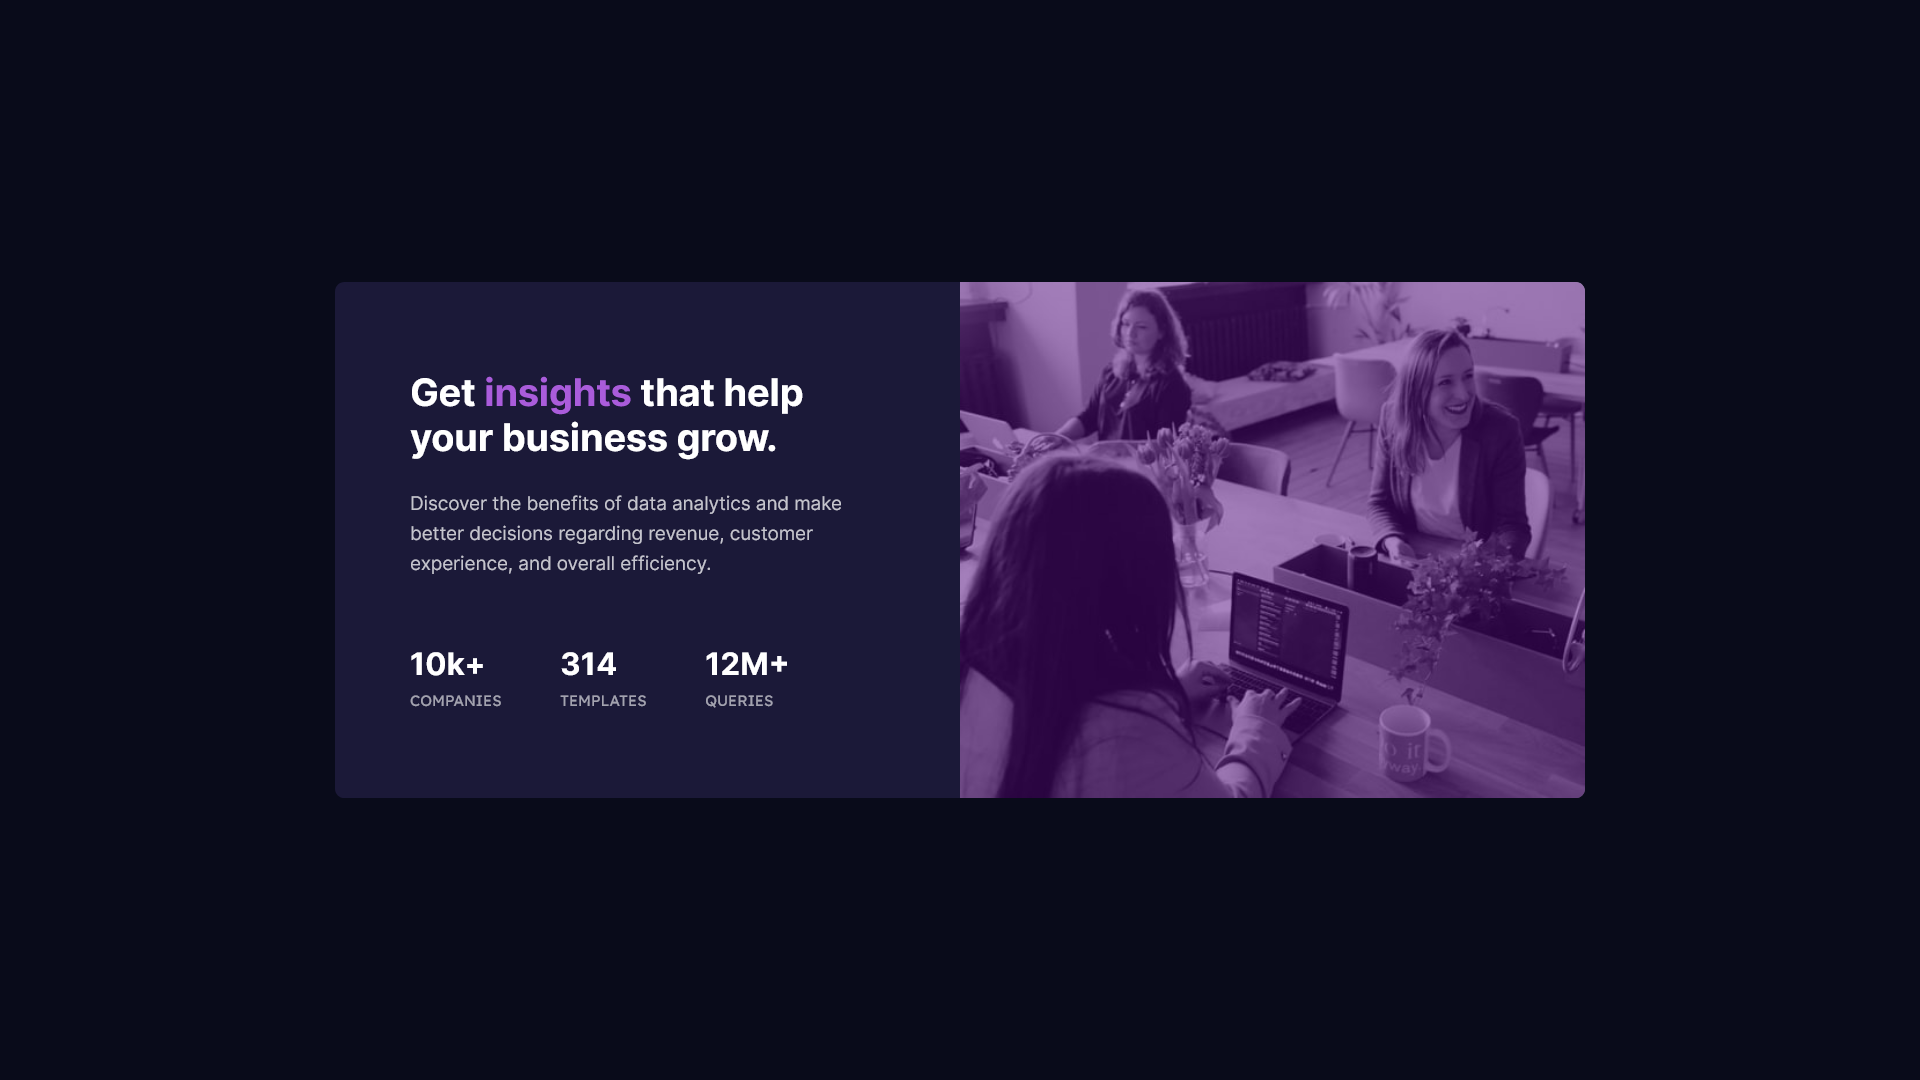 Get insights that help
your business grow.
Discover the benefits of data analytics and make
better decisions regarding revenue, customer
experience, and overall efficiency.
10k+ 314 12M+
COMPANIES TEMPLATES QUERIES